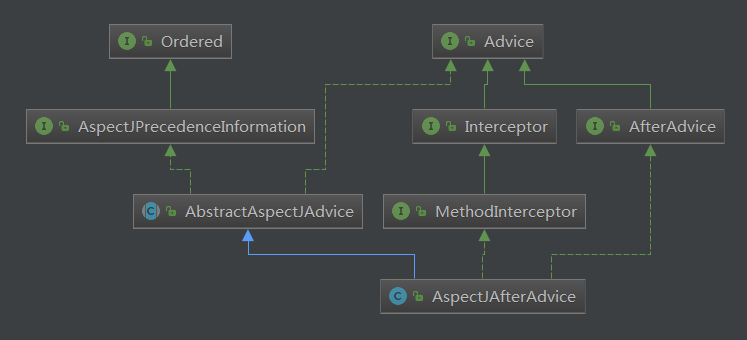 I Ordered
I Advice
I AspectJPrecedenceInformation
I Interceptor
I AfterAdvice
C AbstractAspectJAdvice
I MethodInterceptor
C AspectJAfterAdvice